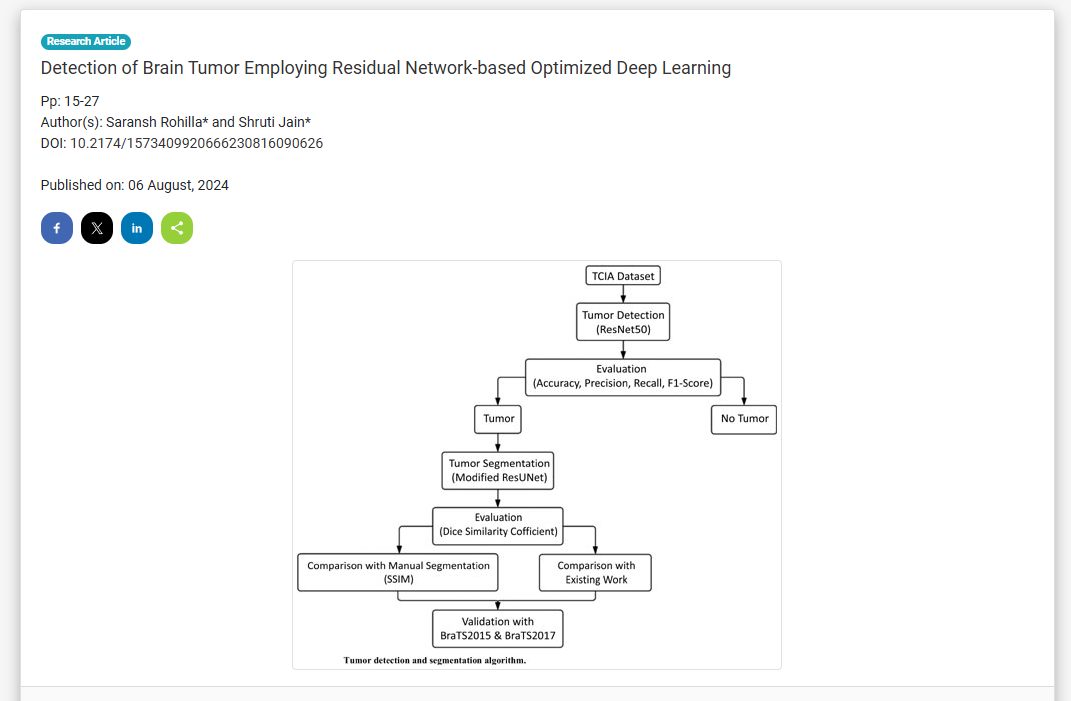 Research Article
Detection of Brain Tumor Employing Residual Network-based Optimized Deep Learning
Pp: 15-27
Author(s): Saransh Rohilla* and Shruti Jain*
DOI: 10.2174/1573409920666230816090626
Published on: 06 August, 2024
f
X
in
TCIA Dataset
Tumor Detection
(ResNet50)
Evaluation
(Accuracy, Precision, Recall, F1-Score)
Tumor
No Tumor
Tumor Segmentation
(Modified ResUNet)
Evaluation
(Dice Similarity Cofficient)
Comparison with Manual Segmentation
(SSIM)
Comparison with
Existing Work
Validation with
BraTS2015 & BraTS2017
Tumor detection and segmentation algorithm.